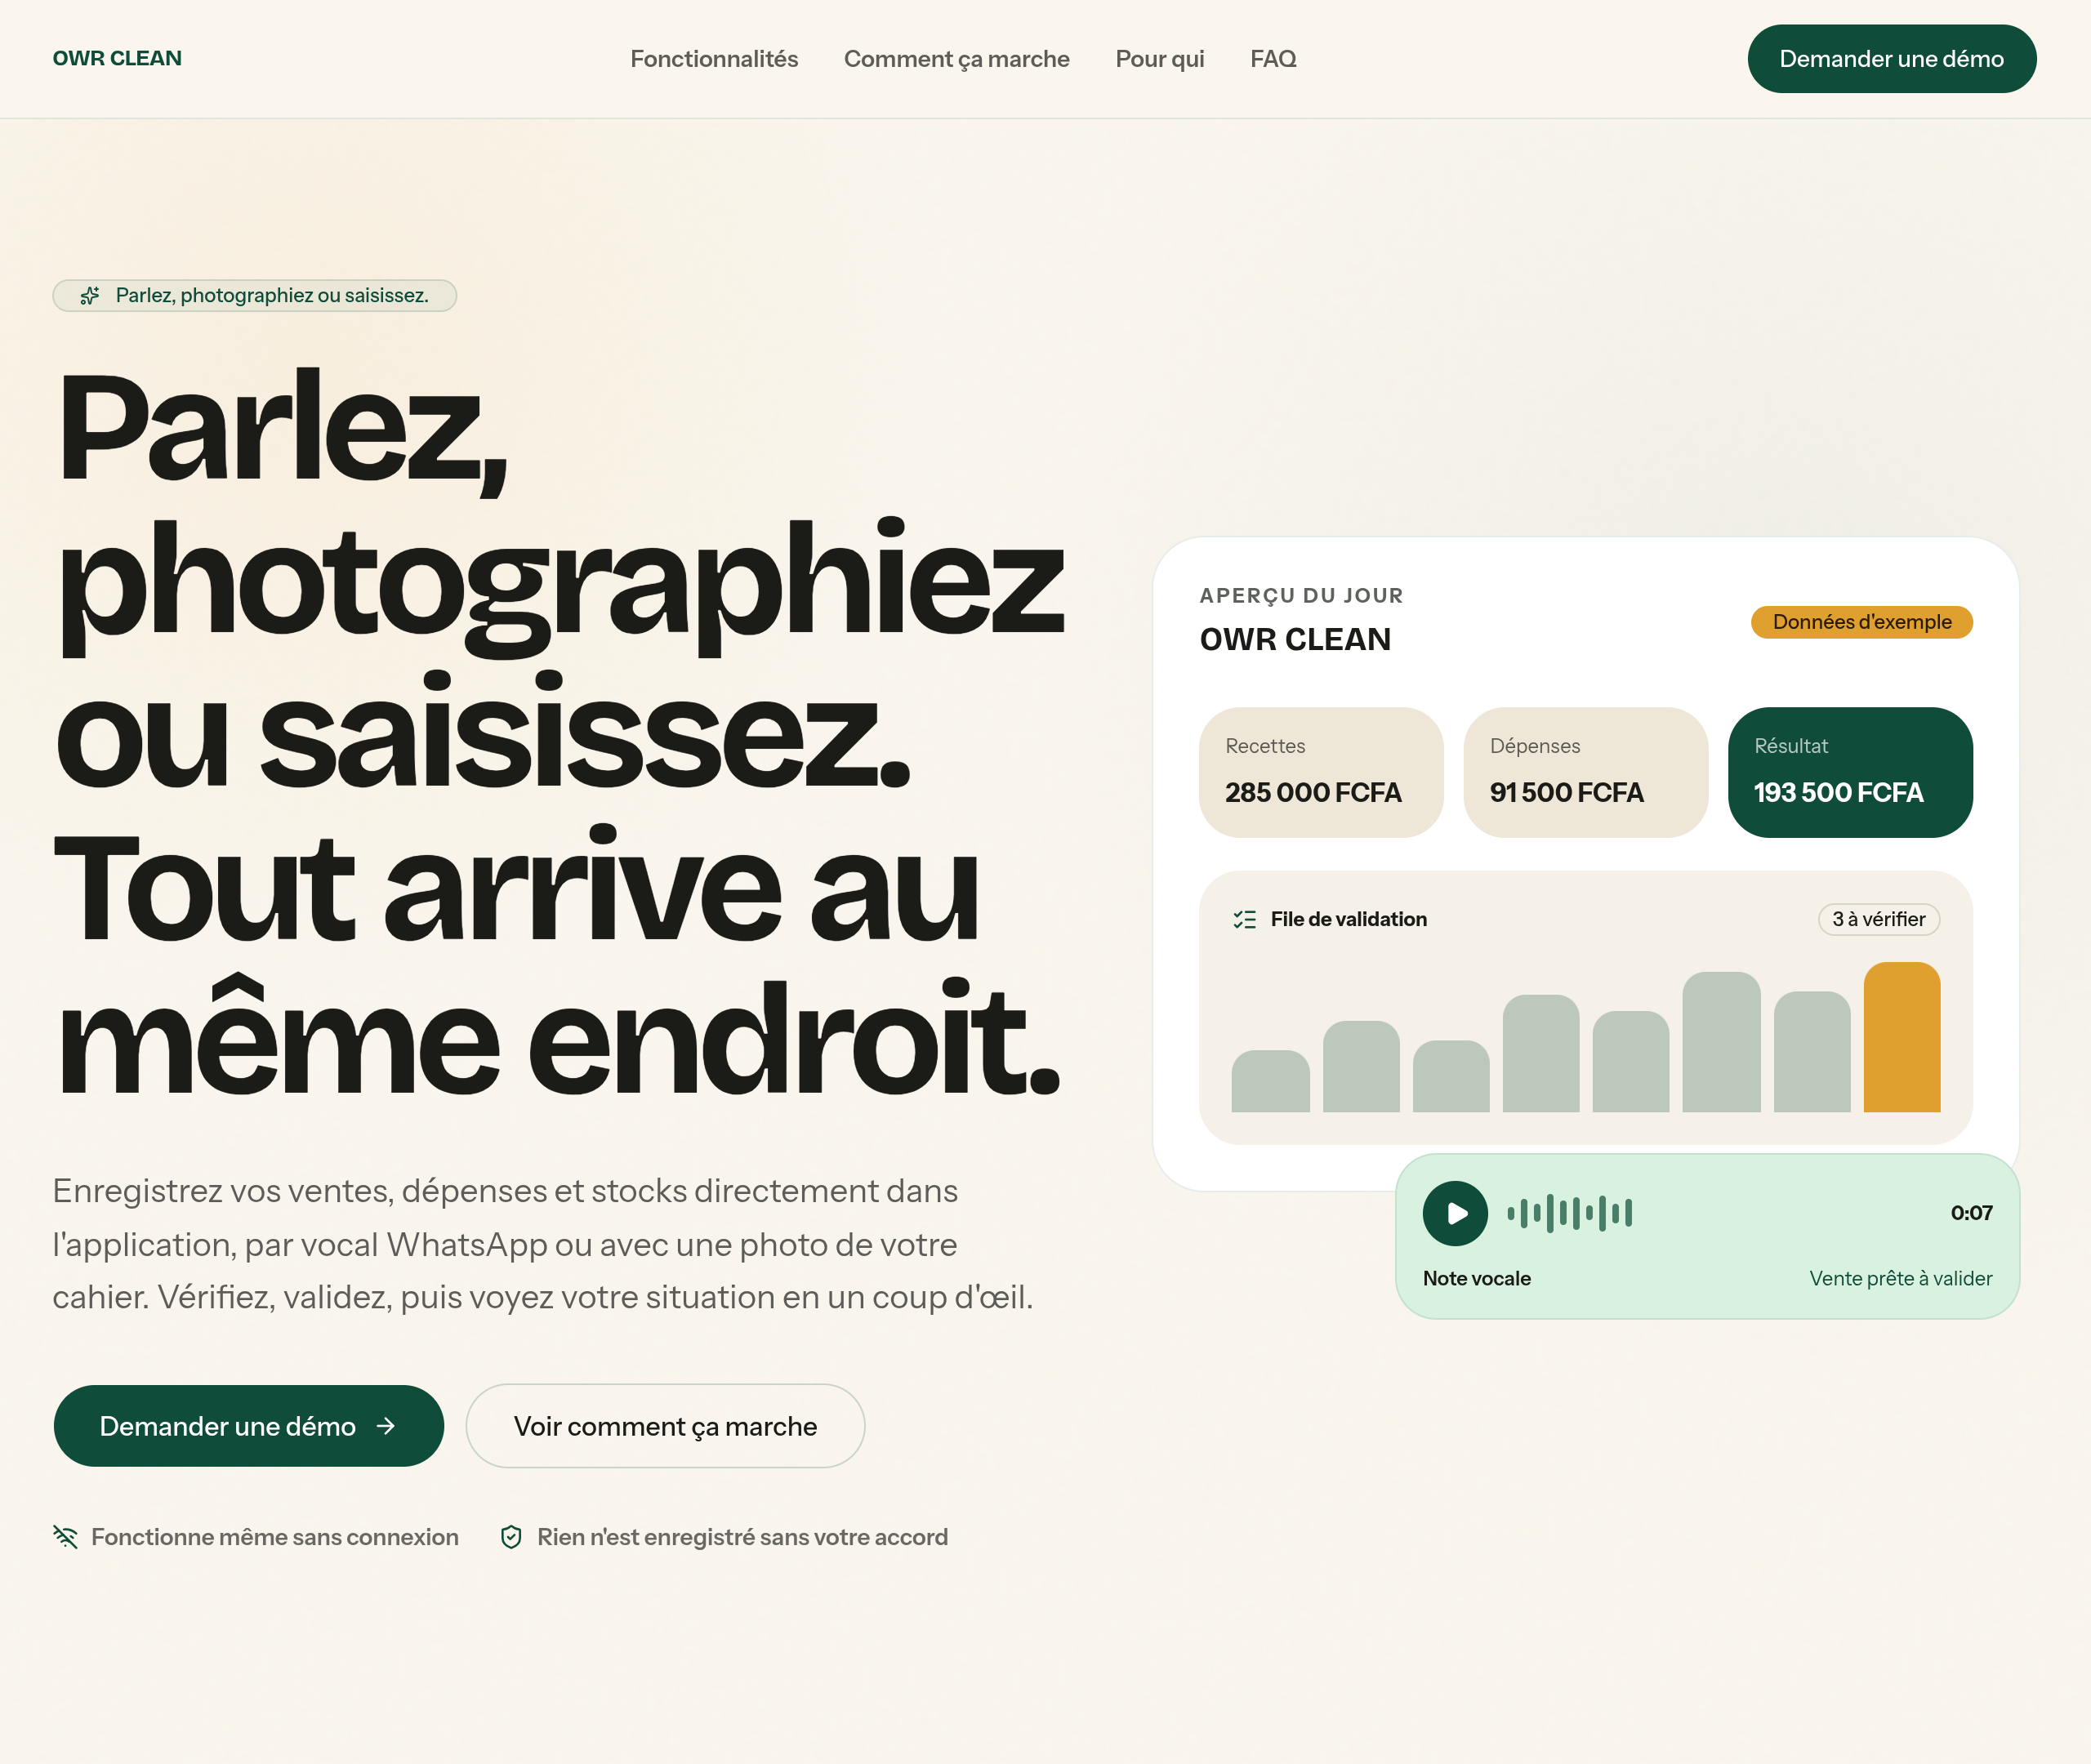 OWR CLEAN
Fonctionnalités
Comment ça marche
Pour qui
FAQ
Demander une démo
Parlez, photographiez ou saisissez.
Parlez,
photographiez
ou saisissez.
Tout arrive au
même endroit.
Enregistrez vos ventes, dépenses et stocks directement dans
l'application, par vocal WhatsApp ou avec une photo de votre
cahier. Vérifiez, validez, puis voyez votre situation en un coup d'œil.
Demander une démo
Voir comment ça marche
Fonctionne même sans connexion
Rien n'est enregistré sans votre accord
APERÇU DU JOUR
OWR CLEAN
Données d'exemple
Recettes
285 000 FCFA
Dépenses
91 500 FCFA
Résultat
193 500 FCFA
File de validation
3 à vérifier
0:07
Note vocale
Vente prête à valider